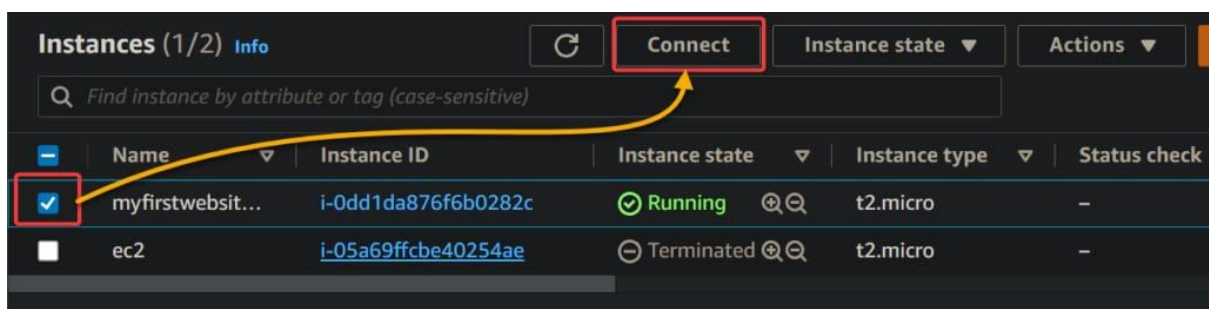 Instances (1/2) Info Connect Instance state Actions
Find instance by attribute or tag (case-sensitive)
Name Instance ID Instance state Instance type Status check
myfirstwebsit... i-0dd1da876f6b0282c Running t2.micro –
ec2 i-05a69ffcbe40254ae Terminated t2.micro –